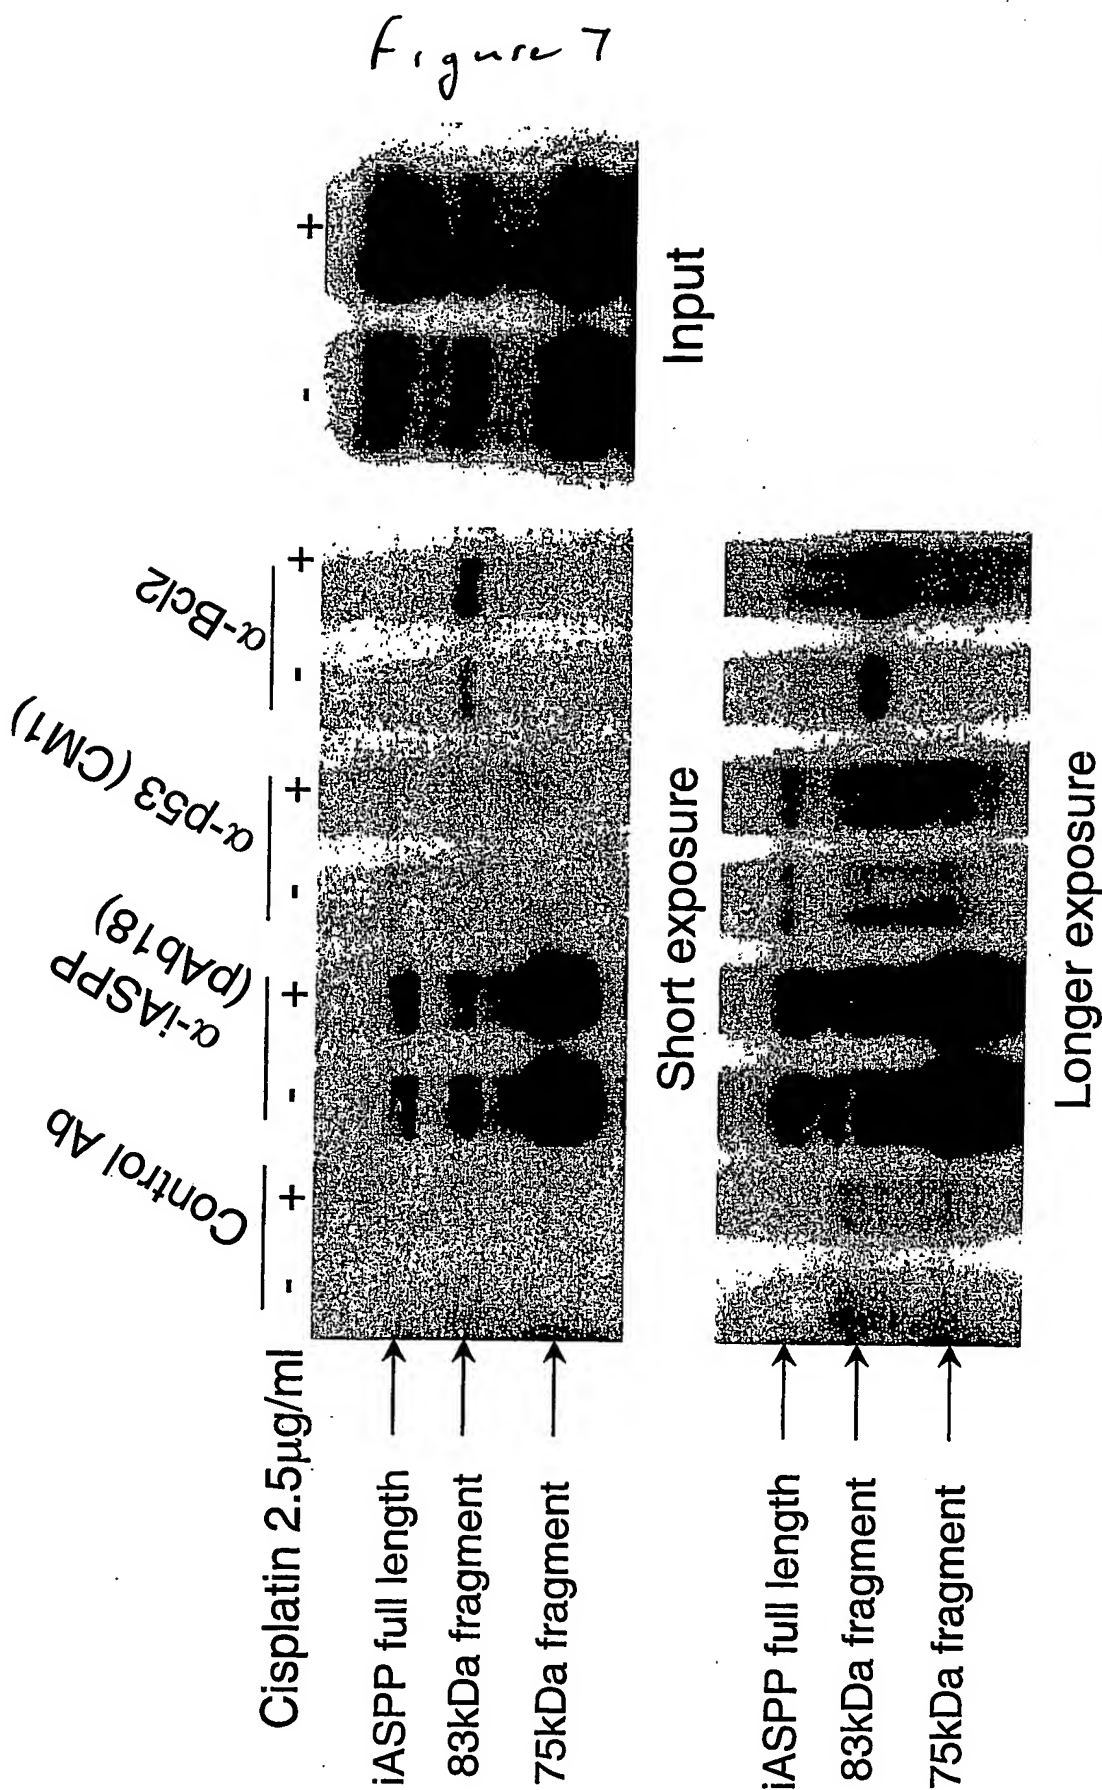 Figure 7
Cisplatin 2.5µg/ml
Control Ab
α-iASPP
(pAb18)
α-p53 (CM1)
α-Bcl2
- + - + - + - + - +
iASPP full length
83kDa fragment
75kDa fragment
Short exposure
Input
iASPP full length
83kDa fragment
75kDa fragment
Longer exposure